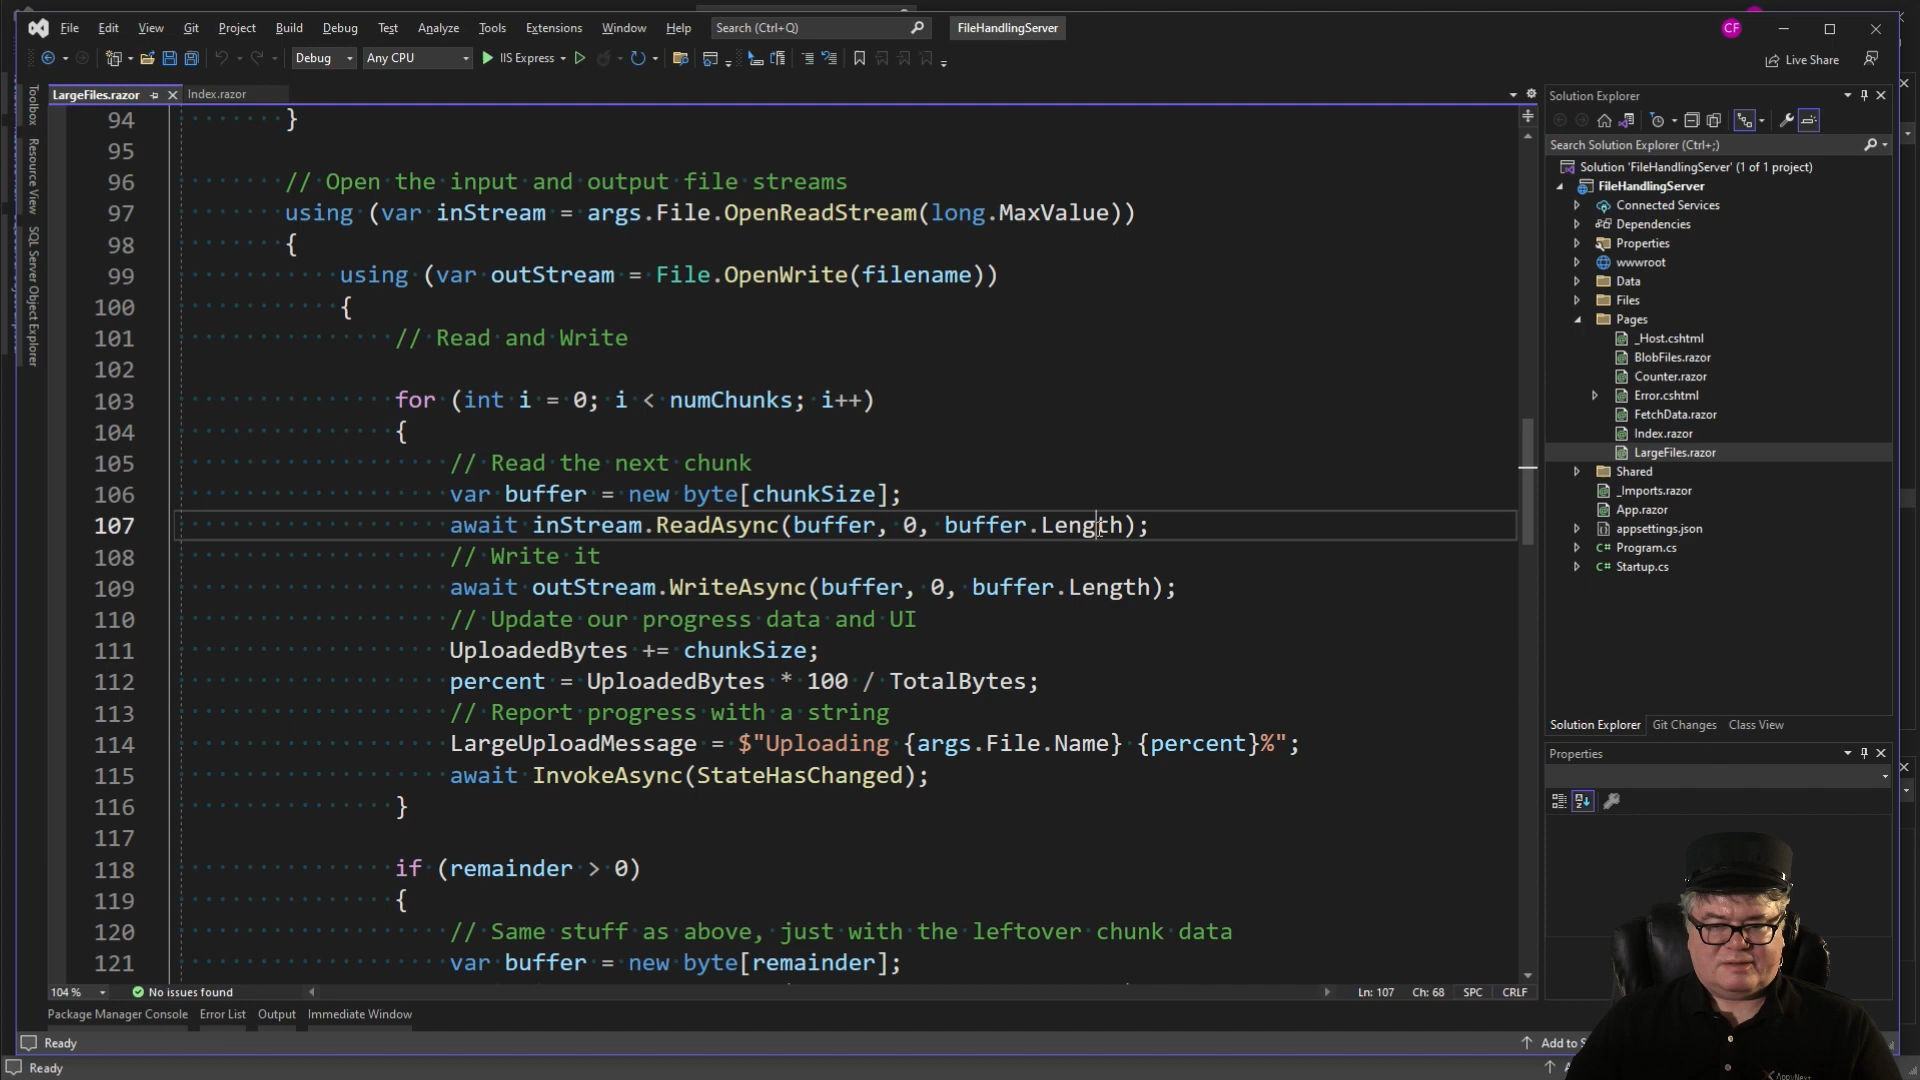 File Edit View Git Project Build Debug Test Analyze Tools Extensions Window Help Search (Ctrl+Q) FileHandlingServer CF
Debug Any CPU IIS Express Live Share
LargeFiles.razor Index.razor
Toolbox
Resource View
SQL Server Object Explorer
94 }
95
96 // Open the input and output file streams
97 using (var inStream = args.File.OpenReadStream(long.MaxValue))
98 {
99 using (var outStream = File.OpenWrite(filename))
100 {
101 // Read and Write
102
103 for (int i = 0; i < numChunks; i++)
104 {
105 // Read the next chunk
106 var buffer = new byte[chunkSize];
107 await inStream.ReadAsync(buffer, 0, buffer.Length);
108 // Write it
109 await outStream.WriteAsync(buffer, 0, buffer.Length);
110 // Update our progress data and UI
111 UploadedBytes += chunkSize;
112 percent = UploadedBytes * 100 / TotalBytes;
113 // Report progress with a string
114 LargeUploadMessage = $"Uploading {args.File.Name} {percent}%";
115 await InvokeAsync(StateHasChanged);
116 }
117
118 if (remainder > 0)
119 {
120 // Same stuff as above, just with the leftover chunk data
121 var buffer = new byte[remainder];
104 % No issues found Ln: 107 Ch: 68 SPC CRLF
Package Manager Console Error List Output Immediate Window
Ready Add to S
Ready
Solution Explorer
Search Solution Explorer (Ctrl+;)
Solution 'FileHandlingServer' (1 of 1 project)
FileHandlingServer
Connected Services
Dependencies
Properties
wwwroot
Data
Files
Pages
_Host.cshtml
BlobFiles.razor
Counter.razor
Error.cshtml
FetchData.razor
Index.razor
LargeFiles.razor
Shared
_Imports.razor
App.razor
appsettings.json
C# Program.cs
C# Startup.cs
Solution Explorer Git Changes Class View
Properties